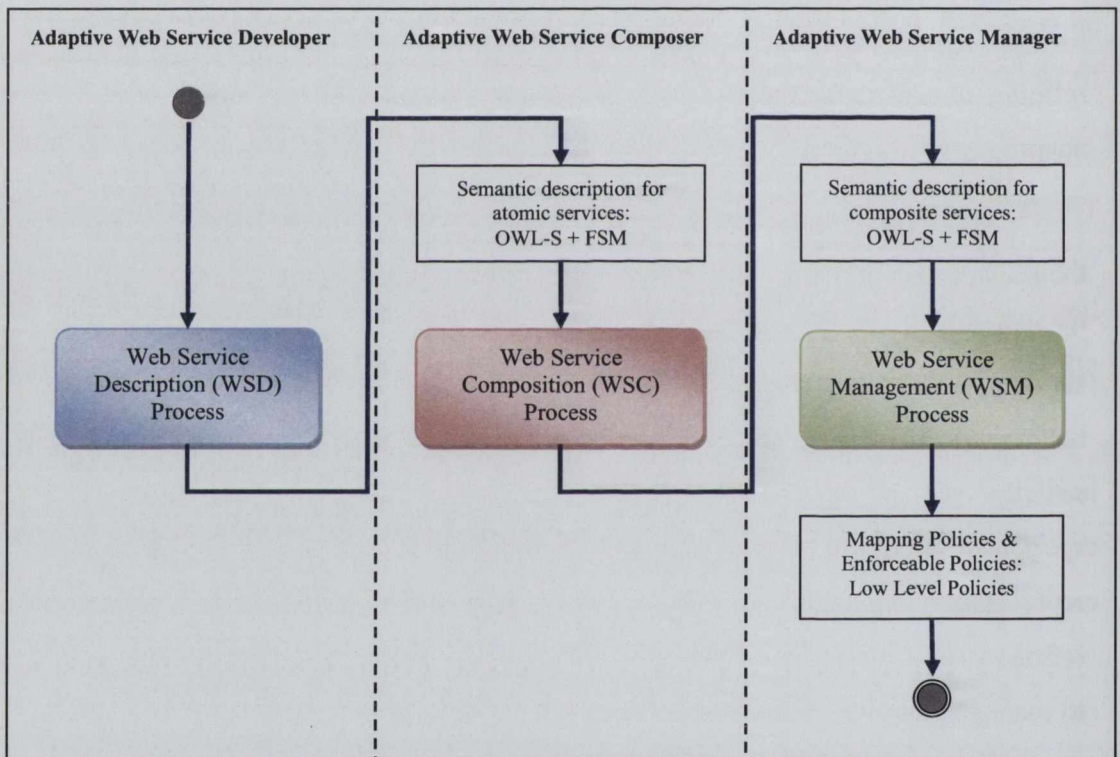 Adaptive Web Service Developer
Adaptive Web Service Composer
Adaptive Web Service Manager
Semantic description for
atomic services:
OWL-S + FSM
Semantic description for
composite services:
OWL-S + FSM
Web Service
Description (WSD)
Process
Web Service
Composition (WSC)
Process
Web Service
Management (WSM)
Process
Mapping Policies &
Enforceable Policies:
Low Level Policies